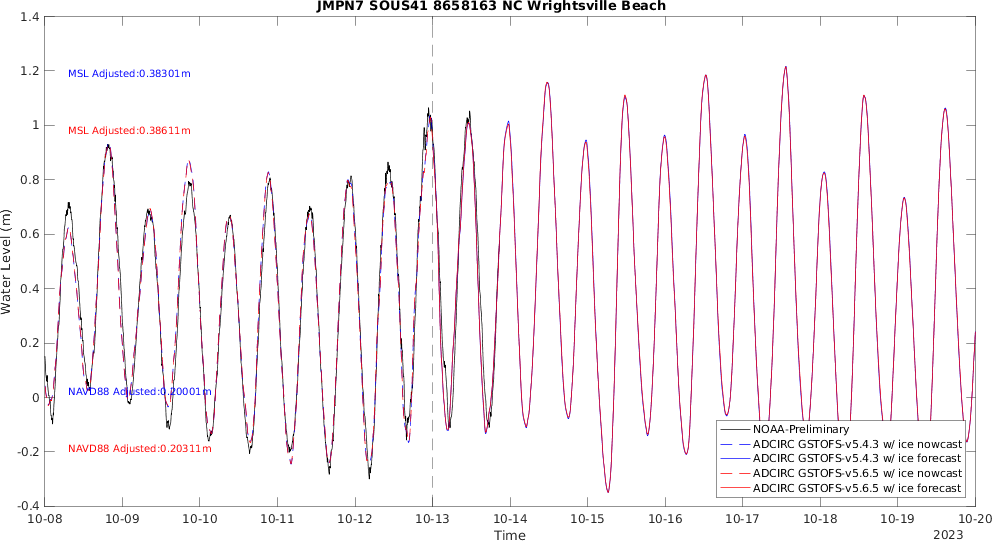 JMPN7 SOUS41 8658163 NC Wrightsville Beach
1.4
1.2
1
0.8
0.6
0.4
0.2
0
-0.2
-0.4
Water Level (m)
MSL Adjusted:0.38301m
MSL Adjusted:0.38611m
NAVD88 Adjusted:0.20001m
NAVD88 Adjusted:0.20311m
NOAA-Preliminary
ADCIRC GSTOFS-v5.4.3 w/ ice nowcast
ADCIRC GSTOFS-v5.4.3 w/ ice forecast
ADCIRC GSTOFS-v5.6.5 w/ ice nowcast
ADCIRC GSTOFS-v5.6.5 w/ ice forecast
10-08 10-09 10-10 10-11 10-12 10-13 10-14 10-15 10-16 10-17 10-18 10-19 10-20
Time
2023